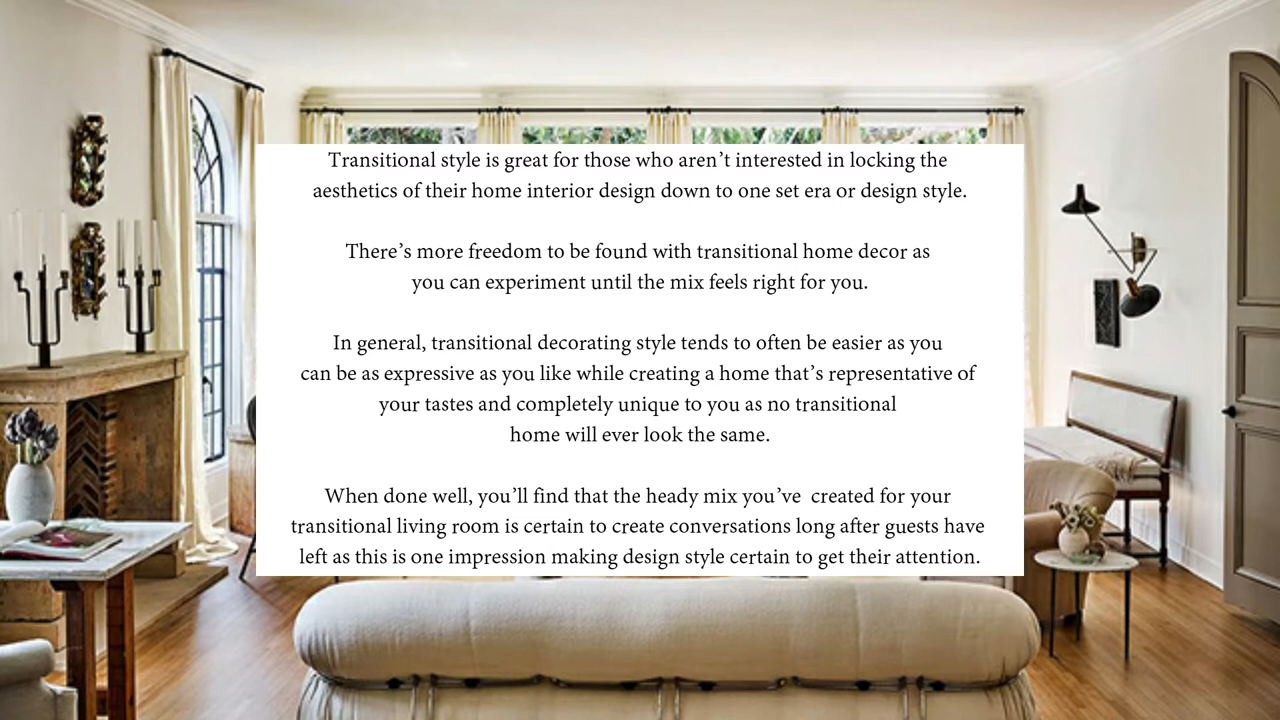 Transitional style is great for those who aren’t interested in locking the
aesthetics of their home interior design down to one set era or design style.
There’s more freedom to be found with transitional home decor as
you can experiment until the mix feels right for you.
In general, transitional decorating style tends to often be easier as you
can be as expressive as you like while creating a home that’s representative of
your tastes and completely unique to you as no transitional
home will ever look the same.
When done well, you’ll find that the heady mix you’ve  created for your
transitional living room is certain to create conversations long after guests have
left as this is one impression making design style certain to get their attention.